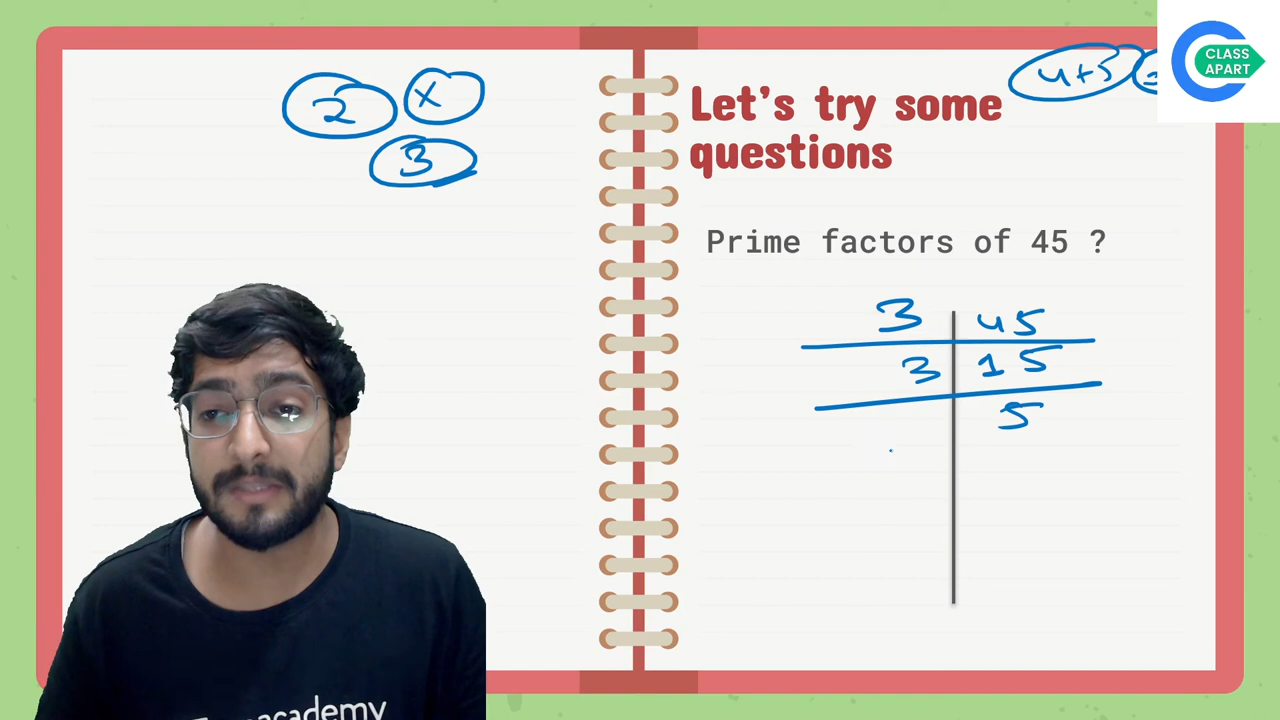 2 x
3
Let's try some
questions
4+5
CLASS
APART
Prime factors of 45 ?
3 45
3 15
5
academy